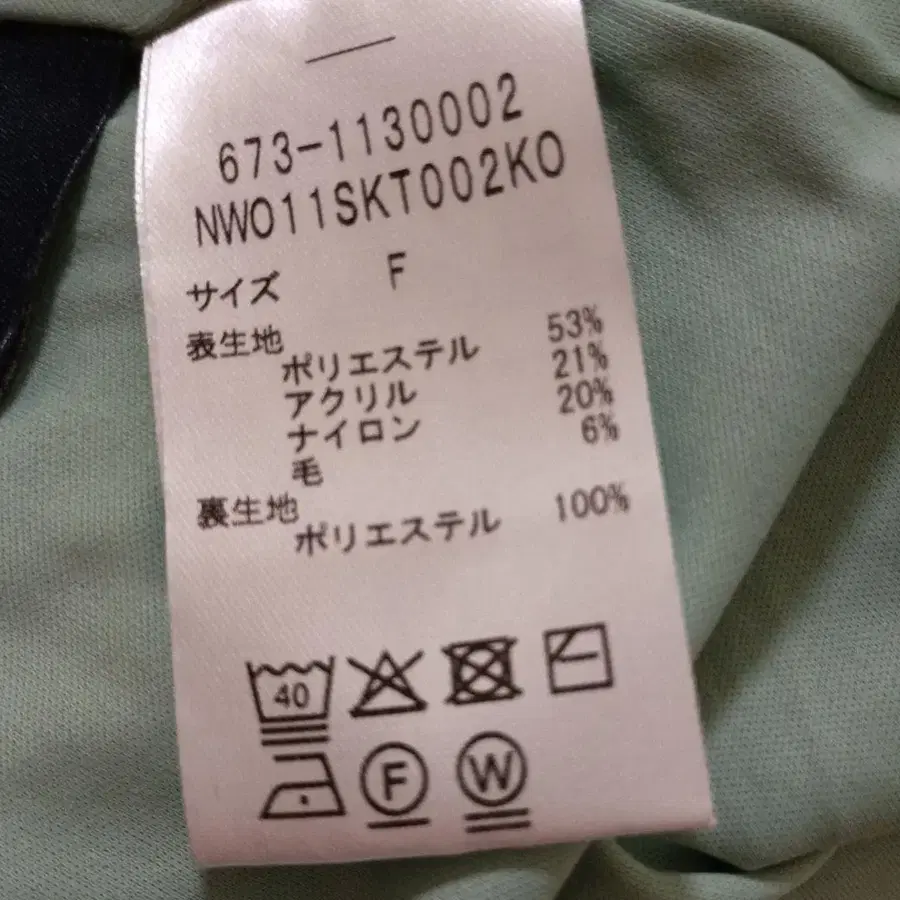 673-1130002
NW011SKT002KO
サイズ F
表生地
ポリエステル 53%
アクリル 21%
ナイロン 20%
毛 6%
裏生地
ポリエステル 100%
40
F W